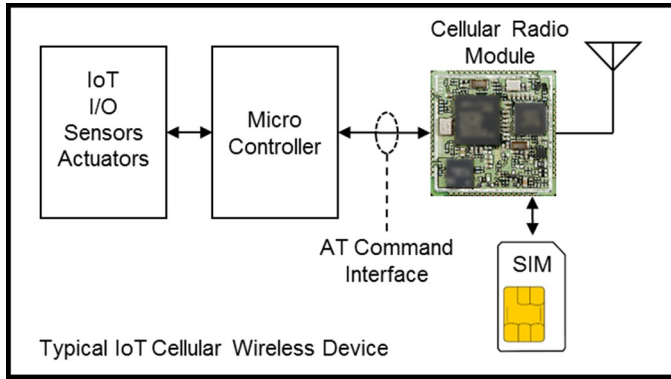 Cellular Radio
Module
IoT
I/O
Sensors
Actuators
Micro
Controller
AT Command
Interface
SIM
Typical IoT Cellular Wireless Device